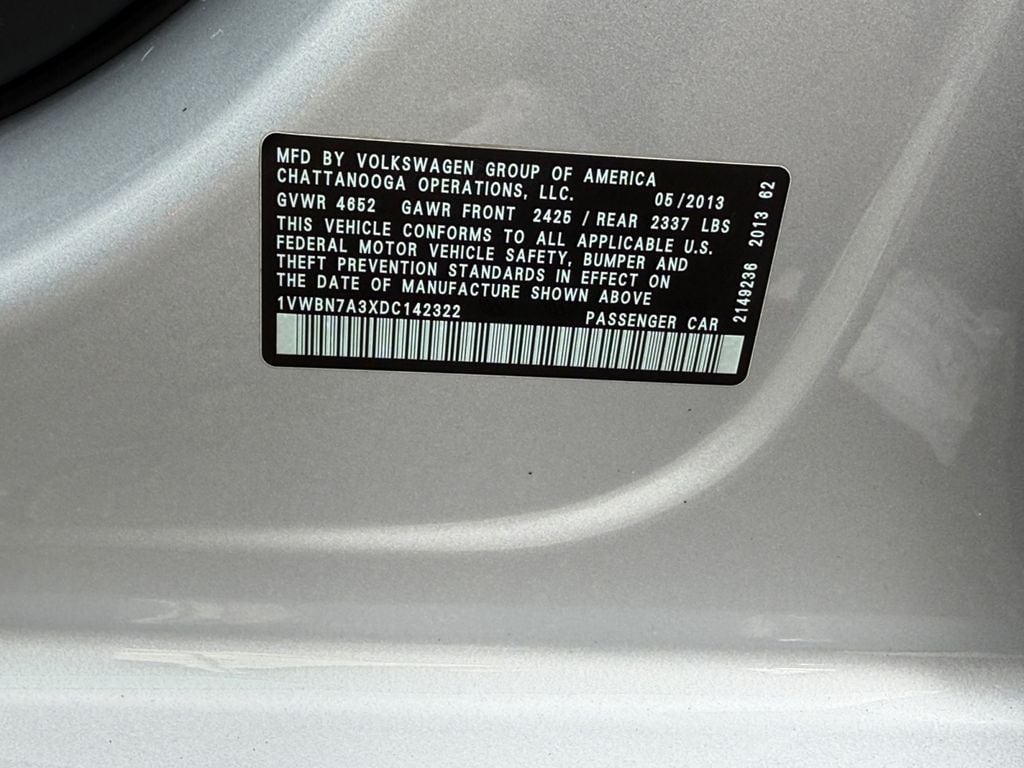 MFD BY VOLKSWAGEN GROUP OF AMERICA
CHATTANOOGA OPERATIONS, LLC. 05/2013
GVWR 4652 GAWR FRONT 2425 / REAR 2337 LBS
THIS VEHICLE CONFORMS TO ALL APPLICABLE U.S.
FEDERAL MOTOR VEHICLE SAFETY, BUMPER AND
THEFT PREVENTION STANDARDS IN EFFECT ON
THE DATE OF MANUFACTURE SHOWN ABOVE
1VWBN7A3XDC142322 PASSENGER CAR
2149236 2013 62